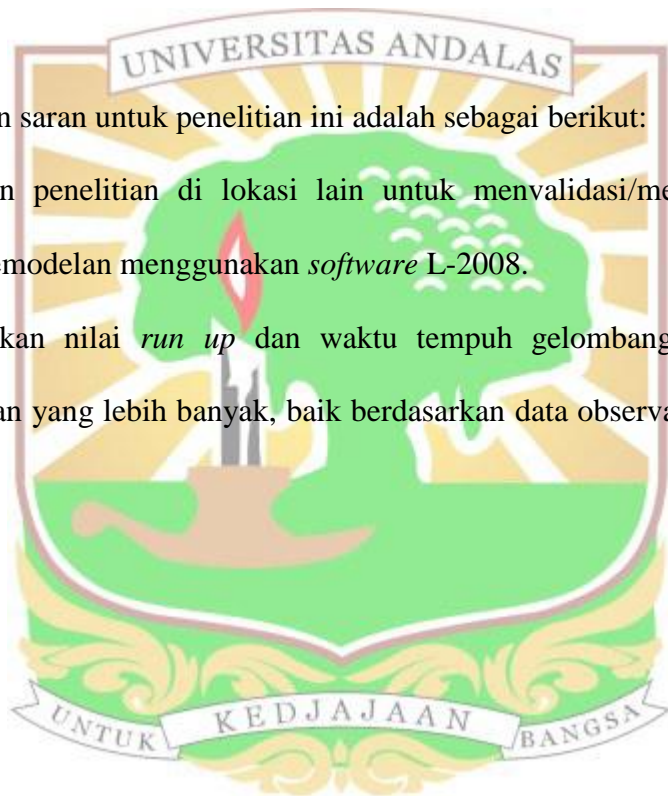 UNIVERSITAS ANDALAS
n saran untuk penelitian ini adalah sebagai berikut:
n penelitian di lokasi lain untuk menvalidasi/me
emodelan menggunakan software L-2008.
kan nilai run up dan waktu tempuh gelombang
an yang lebih banyak, baik berdasarkan data observa
UNTUK KEDJAJAAN BANGSA